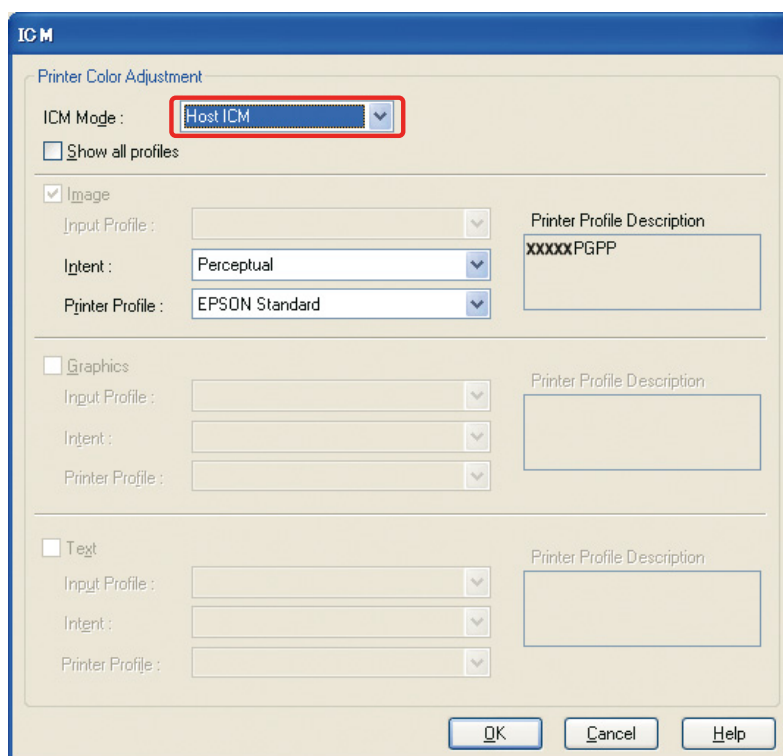 ICM
Printer Color Adjustment
ICM Mode :
Host ICM
Show all profiles
Image
Input Profile :
Intent :
Perceptual
Printer Profile :
EPSON Standard
Printer Profile Description
XXXXXPGPP
Graphics
Input Profile :
Intent :
Printer Profile :
Printer Profile Description
Text
Input Profile :
Intent :
Printer Profile :
Printer Profile Description
OK
Cancel
Help